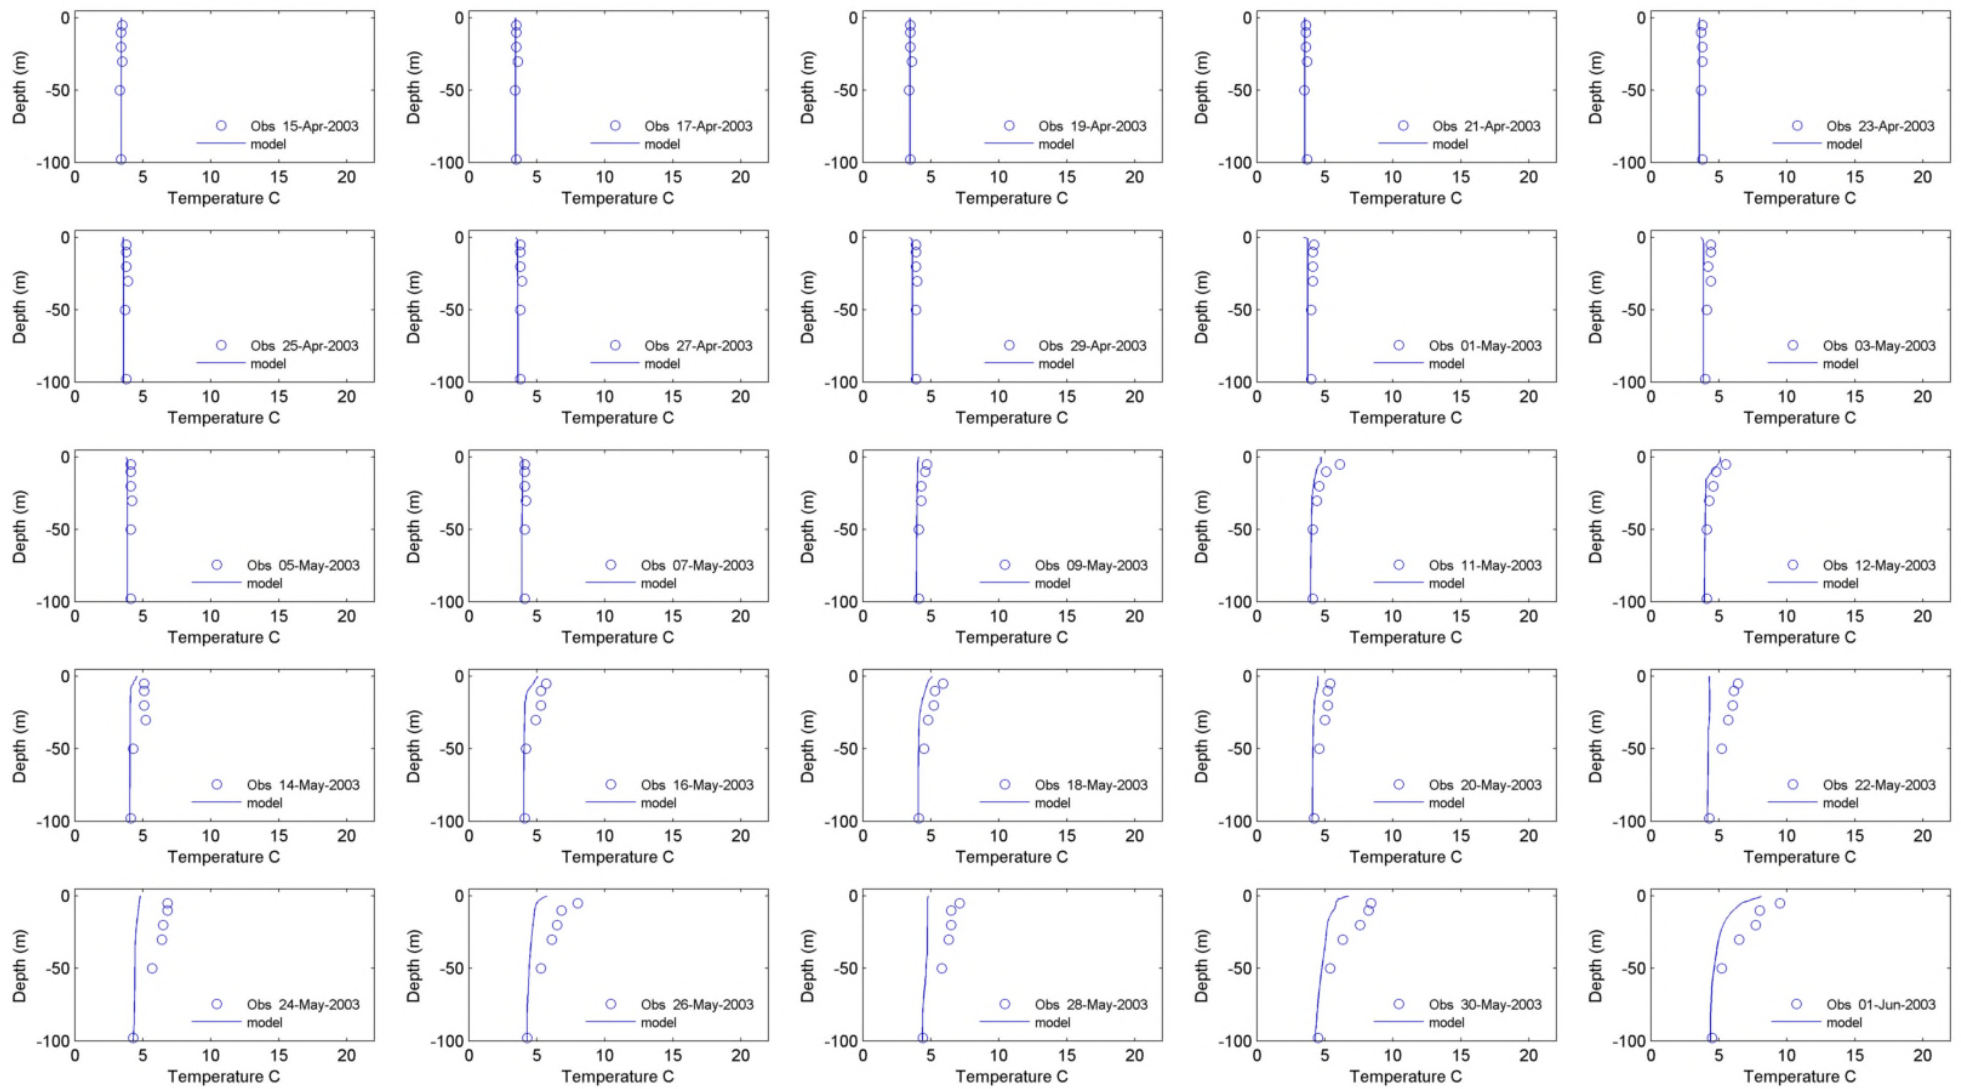 0
-50
-100
Depth (m)
Obs 15-Apr-2003
model
0 5 10 15 20
Temperature C
0
-50
-100
Depth (m)
Obs 17-Apr-2003
model
0 5 10 15 20
Temperature C
0
-50
-100
Depth (m)
Obs 19-Apr-2003
model
0 5 10 15 20
Temperature C
0
-50
-100
Depth (m)
Obs 21-Apr-2003
model
0 5 10 15 20
Temperature C
0
-50
-100
Depth (m)
Obs 23-Apr-2003
model
0 5 10 15 20
Temperature C
0
-50
-100
Depth (m)
Obs 25-Apr-2003
model
0 5 10 15 20
Temperature C
0
-50
-100
Depth (m)
Obs 27-Apr-2003
model
0 5 10 15 20
Temperature C
0
-50
-100
Depth (m)
Obs 29-Apr-2003
model
0 5 10 15 20
Temperature C
0
-50
-100
Depth (m)
Obs 01-May-2003
model
0 5 10 15 20
Temperature C
0
-50
-100
Depth (m)
Obs 03-May-2003
model
0 5 10 15 20
Temperature C
0
-50
-100
Depth (m)
Obs 05-May-2003
model
0 5 10 15 20
Temperature C
0
-50
-100
Depth (m)
Obs 07-May-2003
model
0 5 10 15 20
Temperature C
0
-50
-100
Depth (m)
Obs 09-May-2003
model
0 5 10 15 20
Temperature C
0
-50
-100
Depth (m)
Obs 11-May-2003
model
0 5 10 15 20
Temperature C
0
-50
-100
Depth (m)
Obs 12-May-2003
model
0 5 10 15 20
Temperature C
0
-50
-100
Depth (m)
Obs 14-May-2003
model
0 5 10 15 20
Temperature C
0
-50
-100
Depth (m)
Obs 16-May-2003
model
0 5 10 15 20
Temperature C
0
-50
-100
Depth (m)
Obs 18-May-2003
model
0 5 10 15 20
Temperature C
0
-50
-100
Depth (m)
Obs 20-May-2003
model
0 5 10 15 20
Temperature C
0
-50
-100
Depth (m)
Obs 22-May-2003
model
0 5 10 15 20
Temperature C
0
-50
-100
Depth (m)
Obs 24-May-2003
model
0 5 10 15 20
Temperature C
0
-50
-100
Depth (m)
Obs 26-May-2003
model
0 5 10 15 20
Temperature C
0
-50
-100
Depth (m)
Obs 28-May-2003
model
0 5 10 15 20
Temperature C
0
-50
-100
Depth (m)
Obs 30-May-2003
model
0 5 10 15 20
Temperature C
0
-50
-100
Depth (m)
Obs 01-Jun-2003
model
0 5 10 15 20
Temperature C